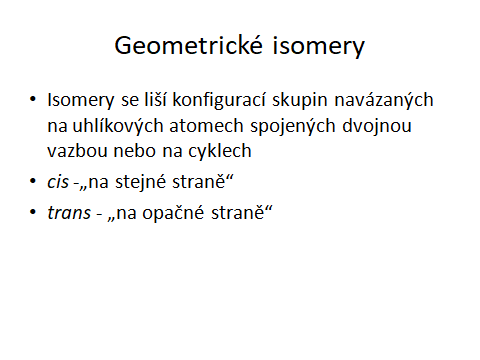 Geometrické isomery
• Isomery se liší konfigurací skupin navázaných
na uhlíkových atomech spojených dvojnou
vazbou nebo na cyklech
• cis -„na stejné straně“
• trans - „na opačné straně“